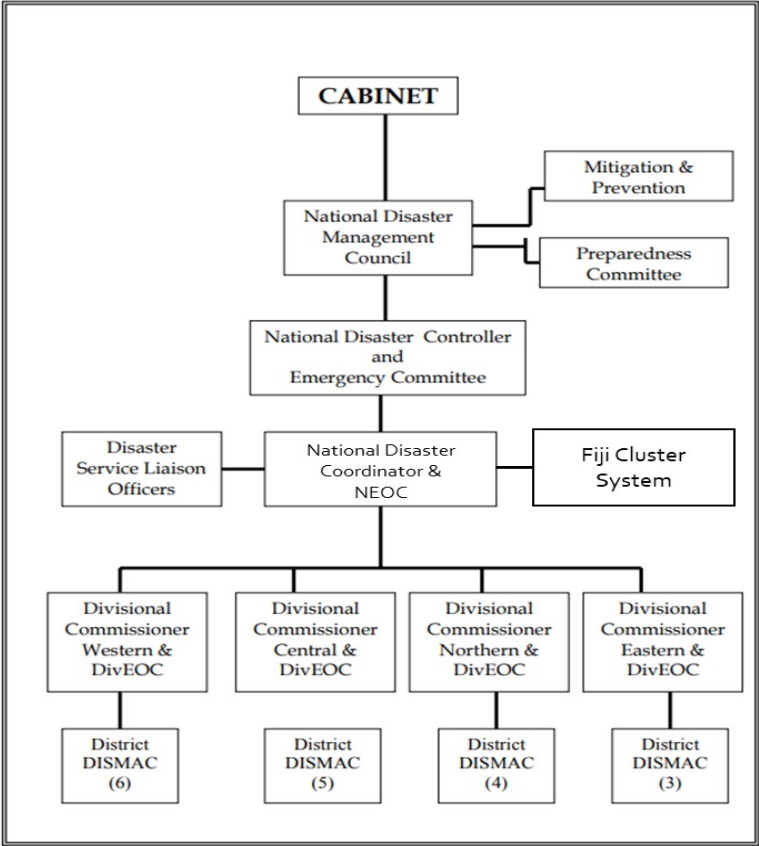 CABINET
Mitigation &
Prevention
National Disaster
Management
Council
Preparedness
Committee
National Disaster Controller
and
Emergency Committee
Disaster
Service Liaison
Officers
National Disaster
Coordinator &
NEOC
Fiji Cluster
System
Divisional
Commissioner
Western &
DivEOC
Divisional
Commissioner
Central &
DivEOC
Divisional
Commissioner
Northern &
DivEOC
Divisional
Commissioner
Eastern &
DivEOC
District
DISMAC
(6)
District
DISMAC
(5)
District
DISMAC
(4)
District
DISMAC
(3)